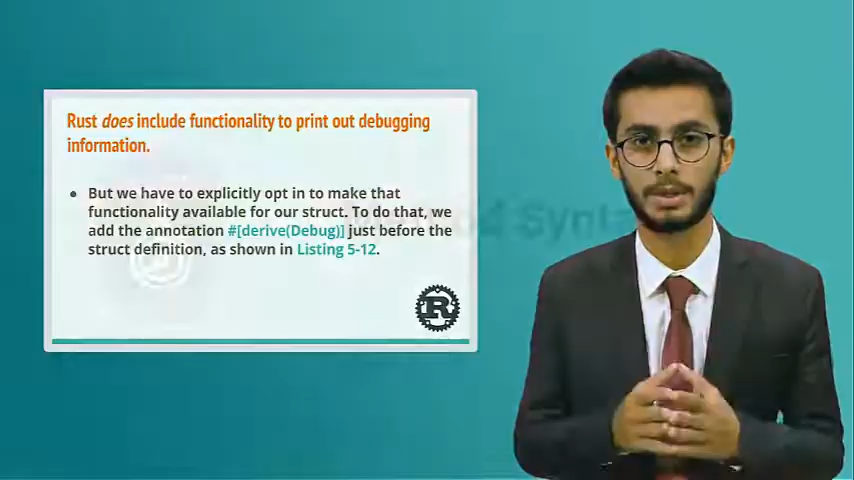 Rust does include functionality to print out debugging
information.
• But we have to explicitly opt in to make that
functionality available for our struct. To do that, we
add the annotation #[derive(Debug)] just before the
struct definition, as shown in Listing 5-12.
R